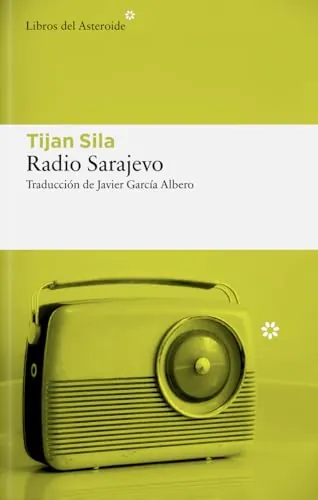 Libros del Asteroide
Tijan Sila
Radio Sarajevo
Traducción de Javier García Albero